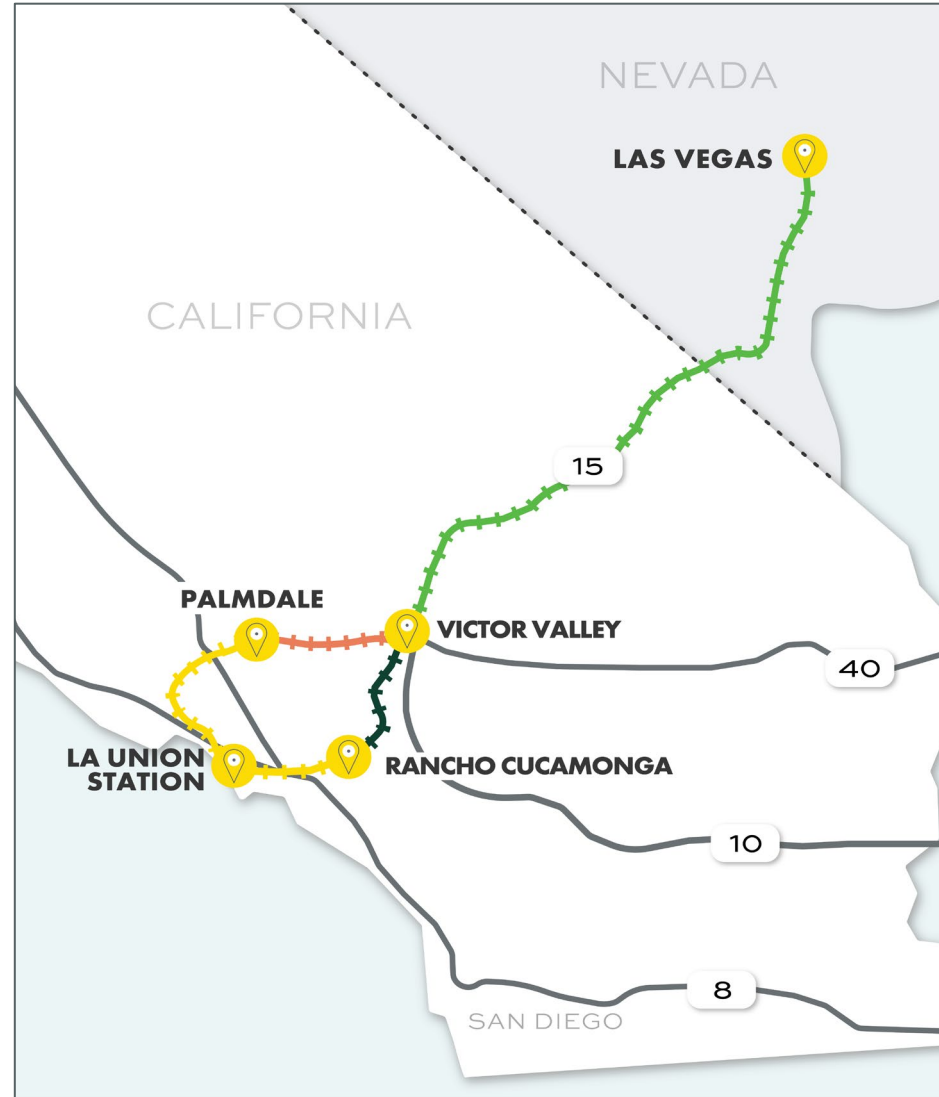 NEVADA
LAS VEGAS
CALIFORNIA
15
PALMDALE
VICTOR VALLEY
40
LA UNION
STATION
RANCHO CUCAMONGA
10
8
SAN DIEGO